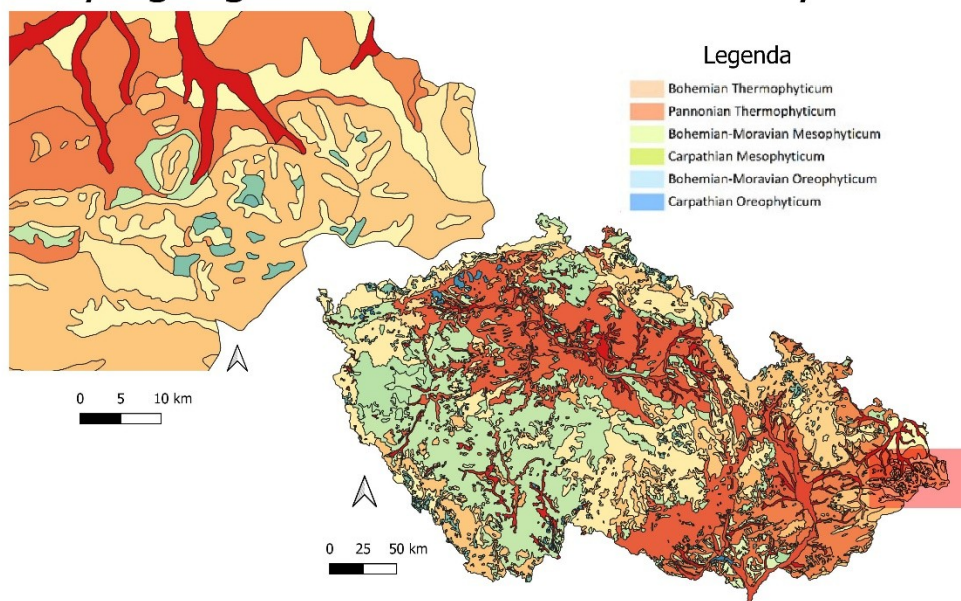 Legenda
Bohemian Thermophyticum
Pannonian Thermophyticum
Bohemian-Moravian Mesophyticum
Carpathian Mesophyticum
Bohemian-Moravian Oreophyticum
Carpathian Oreophyticum
0 5 10 km
0 25 50 km